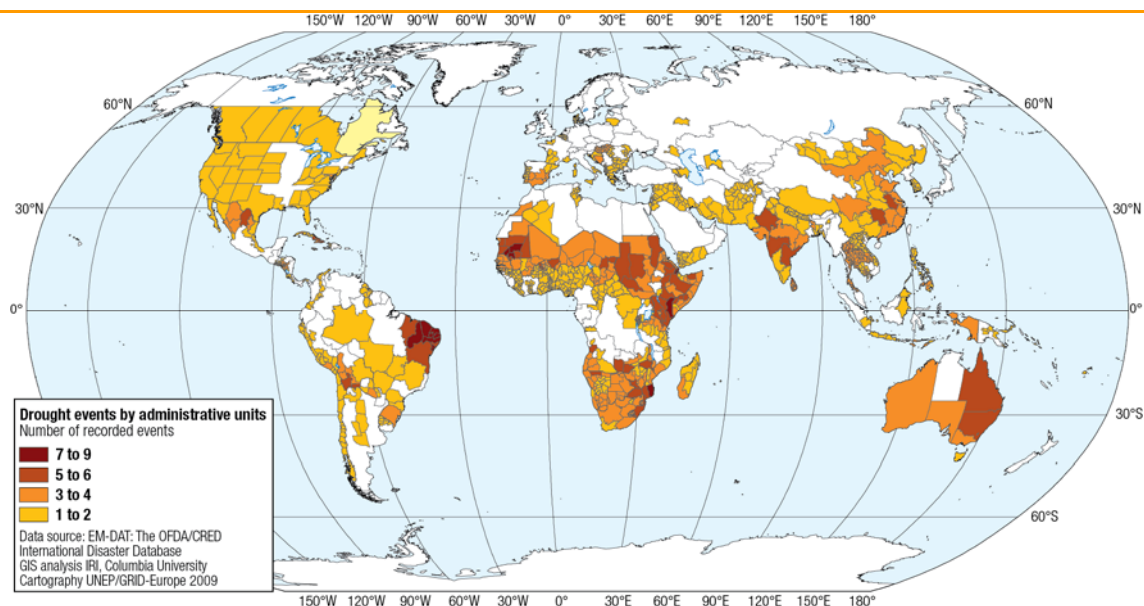 150°W 120°W 90°W 60°W 30°W 0° 30°E 60°E 90°E 120°E 150°E 180°
60°N
60°N
30°N
30°N
0°
0°
30°S
30°S
60°S
Drought events by administrative units
Number of recorded events
7 to 9
5 to 6
3 to 4
1 to 2
Data source: EM-DAT: The OFDA/CRED
International Disaster Database
GIS analysis IRI, Columbia University
Cartography UNEP/GRID-Europe 2009
150°W 120°W 90°W 60°W 30°W 0° 30°E 60°E 90°E 120°E 150°E 180°